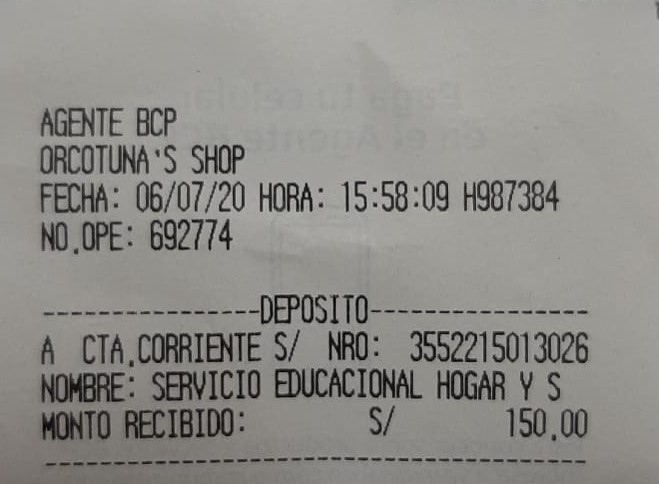 AGENTE BCP
ORCOTUNA'S SHOP
FECHA: 06/07/20 HORA: 15:58:09 H987384
NO.OPE: 692774
----------------DEPOSITO----------------
A CTA.CORRIENTE S/ NRO: 3552215013026
NOMBRE: SERVICIO EDUCACIONAL HOGAR Y S
MONTO RECIBIDO: S/ 150.00
----------------------------------------